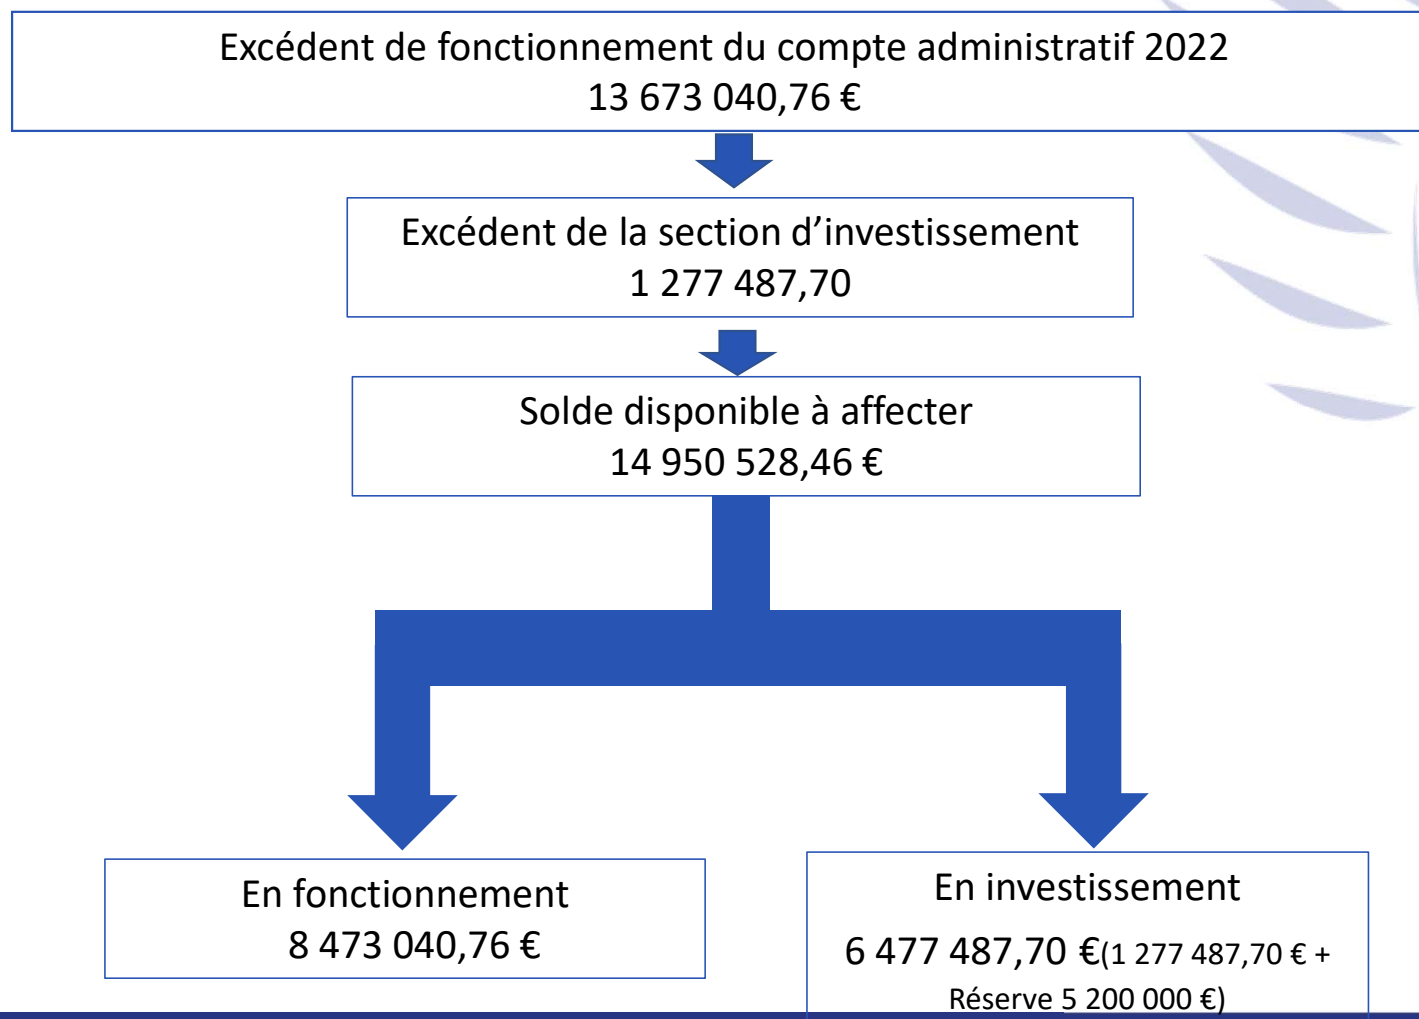 Excédent de fonctionnement du compte administratif 2022
13 673 040,76 €
Excédent de la section d’investissement
1 277 487,70
Solde disponible à affecter
14 950 528,46 €
En fonctionnement
8 473 040,76 €
En investissement
6 477 487,70 €(1 277 487,70 € +
Réserve 5 200 000 €)